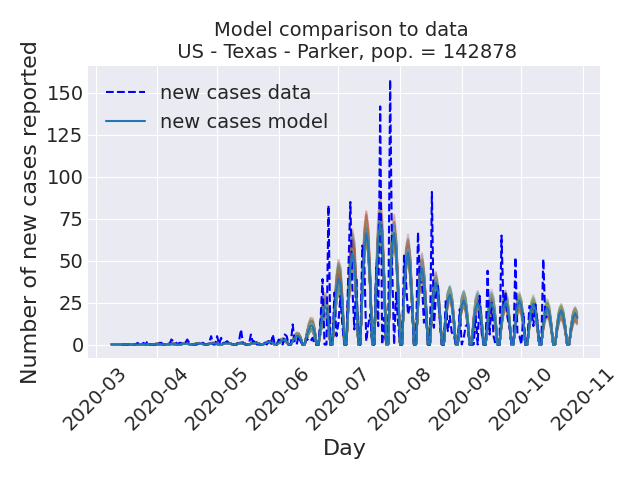 Model comparison to data
US - Texas - Parker, pop. = 142878
Number of new cases reported
150
125
100
75
50
25
0
new cases data
new cases model
2020-03
2020-04
2020-05
2020-06
2020-07
2020-08
2020-09
2020-10
2020-11
Day